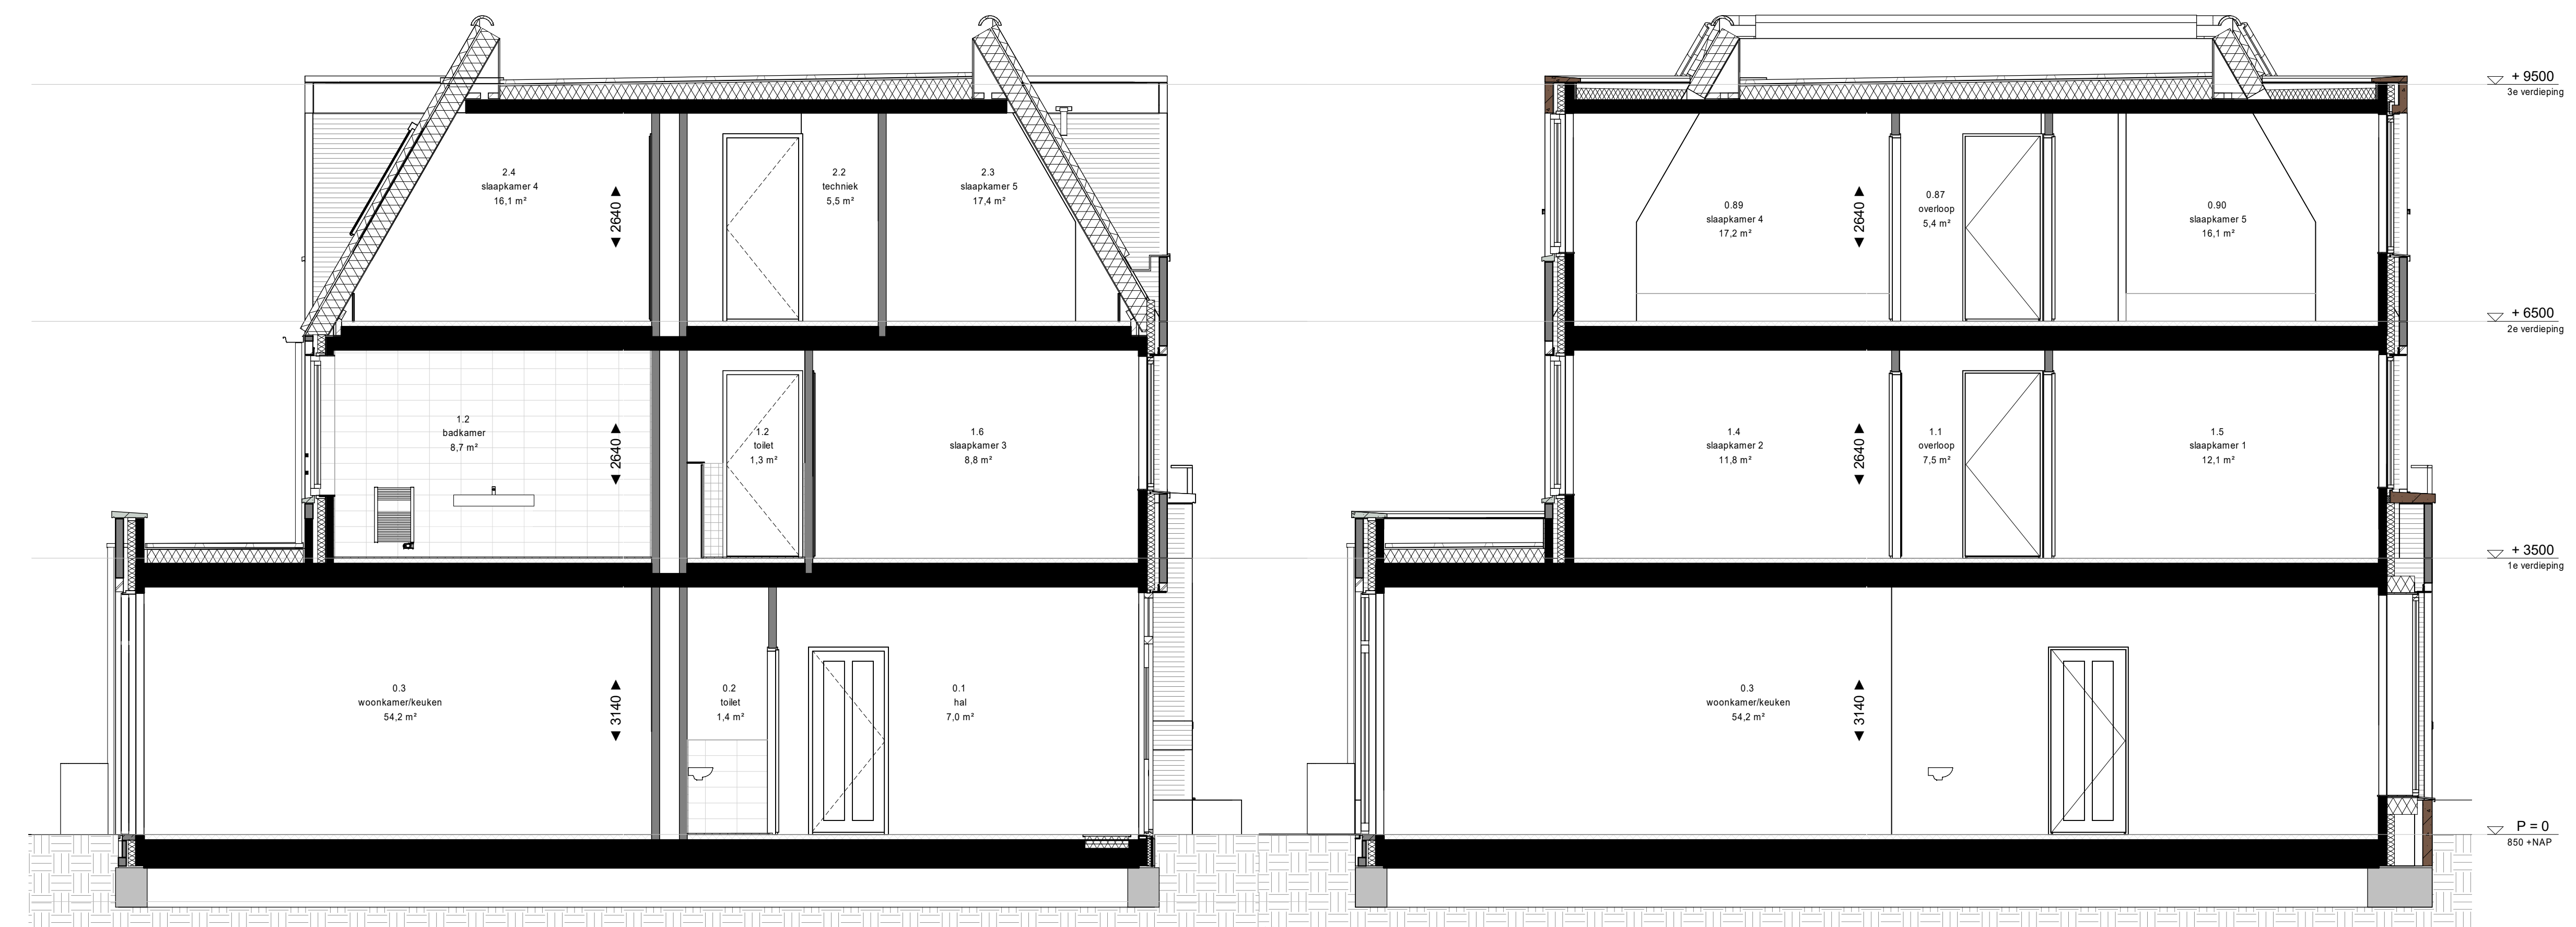 + 9500
3e verdieping
2.4
slaapkamer 4
16,1 m²
2640
2.2
techniek
5,5 m²
2.3
slaapkamer 5
17,4 m²
0.89
slaapkamer 4
17,2 m²
2640
0.87
overloop
5,4 m²
0.90
slaapkamer 5
16,1 m²
+ 6500
2e verdieping
1.2
badkamer
8,7 m²
2640
1.2
toilet
1,3 m²
1.6
slaapkamer 3
8,8 m²
1.4
slaapkamer 2
11,8 m²
2640
1.1
overloop
7,5 m²
1.5
slaapkamer 1
12,1 m²
+ 3500
1e verdieping
0.3
woonkamer/keuken
54,2 m²
3140
0.2
toilet
1,4 m²
0.1
hal
7,0 m²
0.3
woonkamer/keuken
54,2 m²
3140
P = 0
850 +NAP